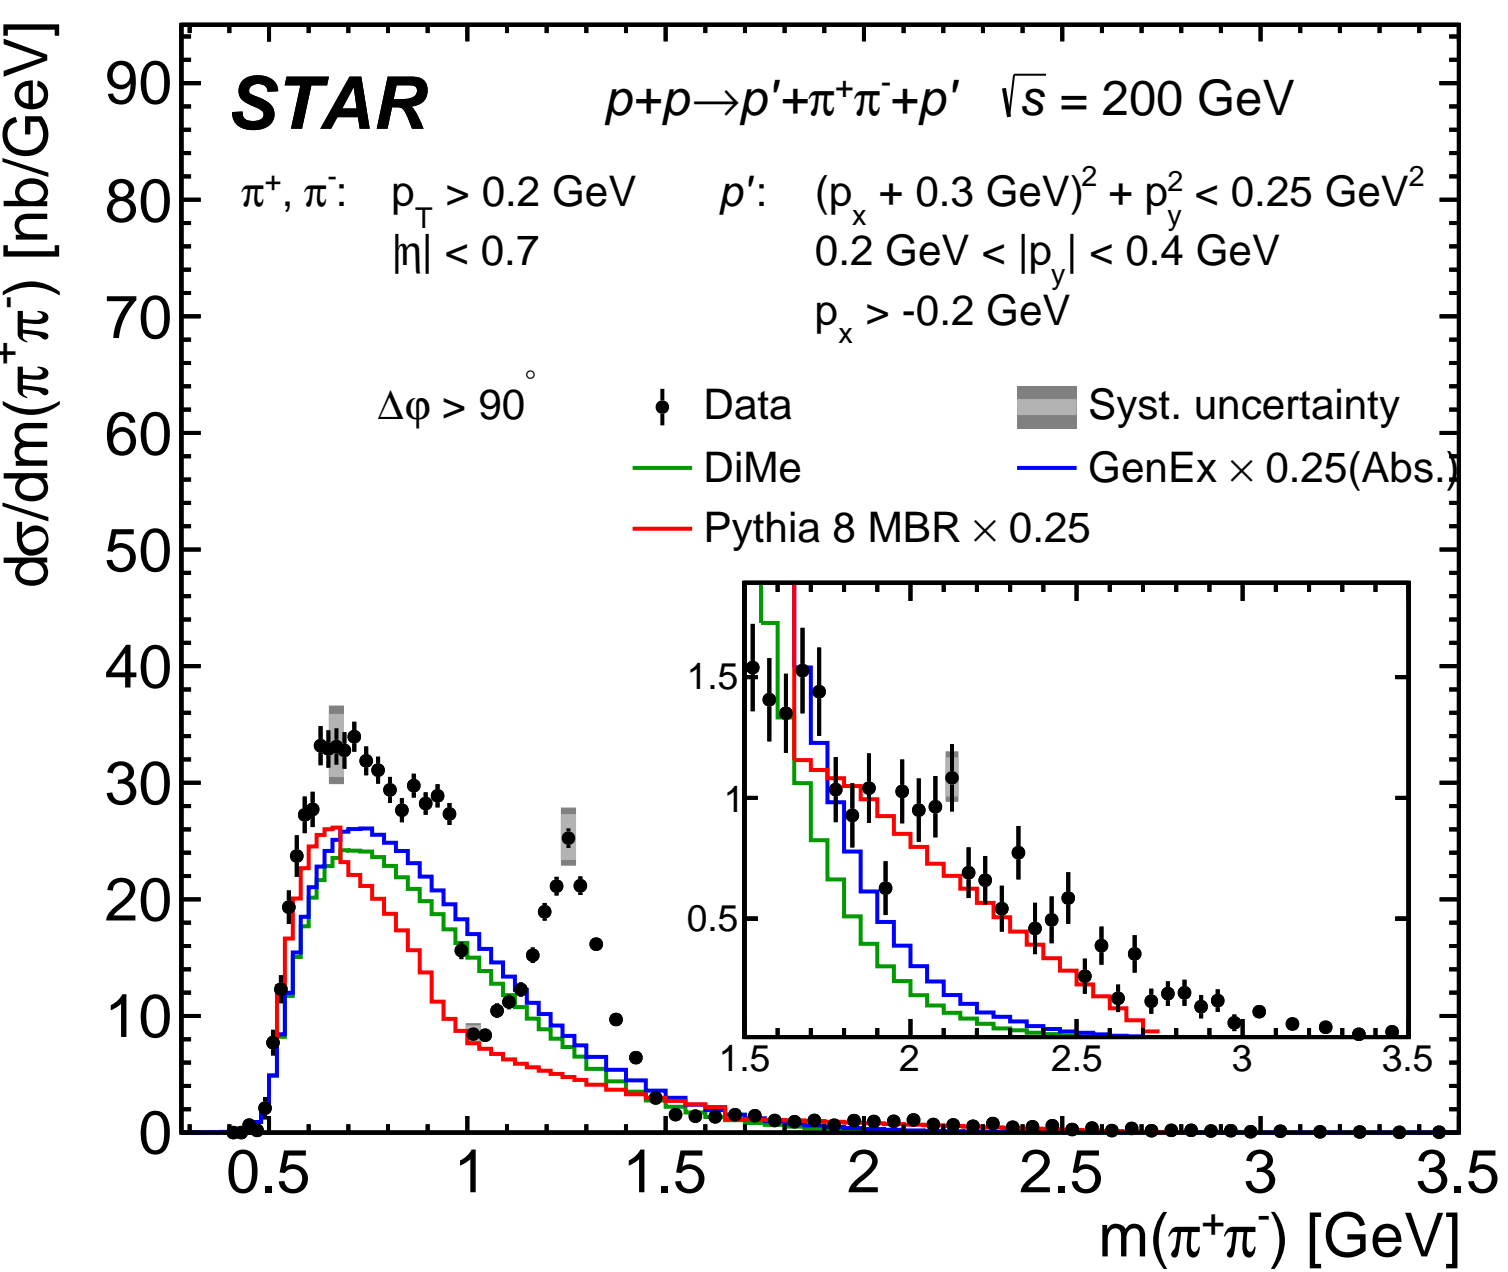 dσ/dm(π⁺π⁻) [nb/GeV]
STAR p+p→p′+π⁺π⁻+p′ √s = 200 GeV
π⁺, π⁻: p_T > 0.2 GeV p′: (p_x + 0.3 GeV)² + p_y² < 0.25 GeV²
|η| < 0.7 0.2 GeV < |p_y| < 0.4 GeV
p_x > -0.2 GeV
Δφ > 90° Data Syst. uncertainty
DiMe GenEx × 0.25(Abs.)
Pythia 8 MBR × 0.25
90
80
70
60
50
40
30
20
10
0
1.5
1
0.5
1.5 2 2.5 3 3.5
0.5 1 1.5 2 2.5 3 3.5
m(π⁺π⁻) [GeV]